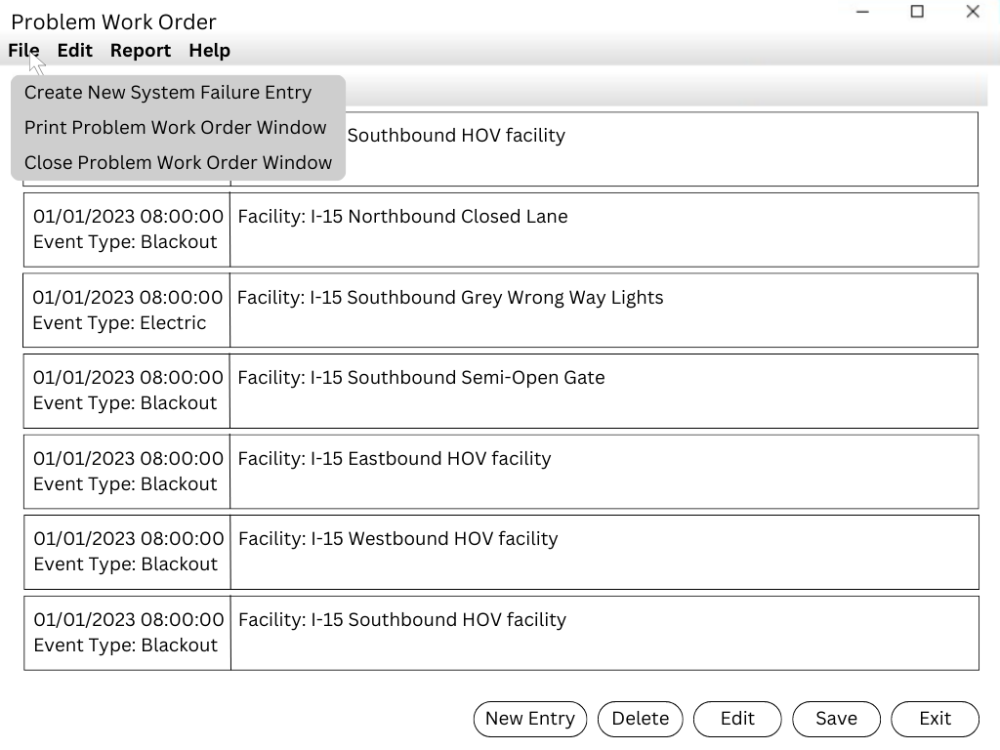 Problem Work Order
File Edit Report Help
Create New System Failure Entry
Print Problem Work Order Window
Close Problem Work Order Window
Southbound HOV facility
01/01/2023 08:00:00
Event Type: Blackout
Facility: I-15 Northbound Closed Lane
01/01/2023 08:00:00
Event Type: Electric
Facility: I-15 Southbound Grey Wrong Way Lights
01/01/2023 08:00:00
Event Type: Blackout
Facility: I-15 Southbound Semi-Open Gate
01/01/2023 08:00:00
Event Type: Blackout
Facility: I-15 Eastbound HOV facility
01/01/2023 08:00:00
Event Type: Blackout
Facility: I-15 Westbound HOV facility
01/01/2023 08:00:00
Event Type: Blackout
Facility: I-15 Southbound HOV facility
New Entry Delete Edit Save Exit